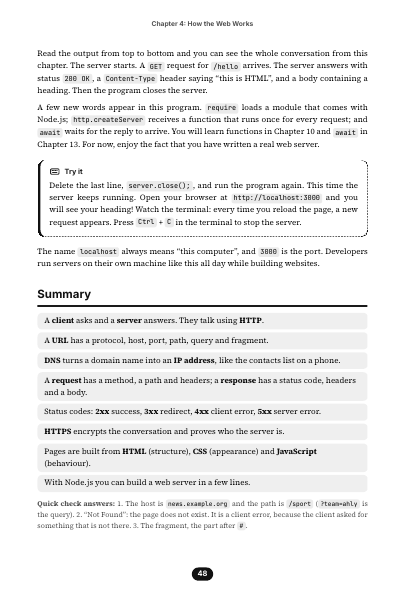 Chapter 4: How the Web Works
Read the output from top to bottom and you can see the whole conversation from this
chapter. The server starts. A GET request for /hello arrives. The server answers with
status 200 OK, a Content-Type header saying “this is HTML”, and a body containing a
heading. Then the program closes the server.
A few new words appear in this program. require loads a module that comes with
Node.js; http.createServer receives a function that runs once for every request; and
await waits for the reply to arrive. You will learn functions in Chapter 10 and await in
Chapter 13. For now, enjoy the fact that you have written a real web server.
Try it
Delete the last line, server.close();, and run the program again. This time the
server keeps running. Open your browser at http://localhost:3000 and you
will see your heading! Watch the terminal: every time you reload the page, a new
request appears. Press Ctrl + C in the terminal to stop the server.
The name localhost always means “this computer”, and 3000 is the port. Developers
run servers on their own machine like this all day while building websites.
Summary
A client asks and a server answers. They talk using HTTP.
A URL has a protocol, host, port, path, query and fragment.
DNS turns a domain name into an IP address, like the contacts list on a phone.
A request has a method, a path and headers; a response has a status code, headers
and a body.
Status codes: 2xx success, 3xx redirect, 4xx client error, 5xx server error.
HTTPS encrypts the conversation and proves who the server is.
Pages are built from HTML (structure), CSS (appearance) and JavaScript
(behaviour).
With Node.js you can build a web server in a few lines.
Quick check answers: 1. The host is news.example.org and the path is /sport ( ?team=ahly is
the query). 2. “Not Found”: the page does not exist. It is a client error, because the client asked for
something that is not there. 3. The fragment, the part after #.
48